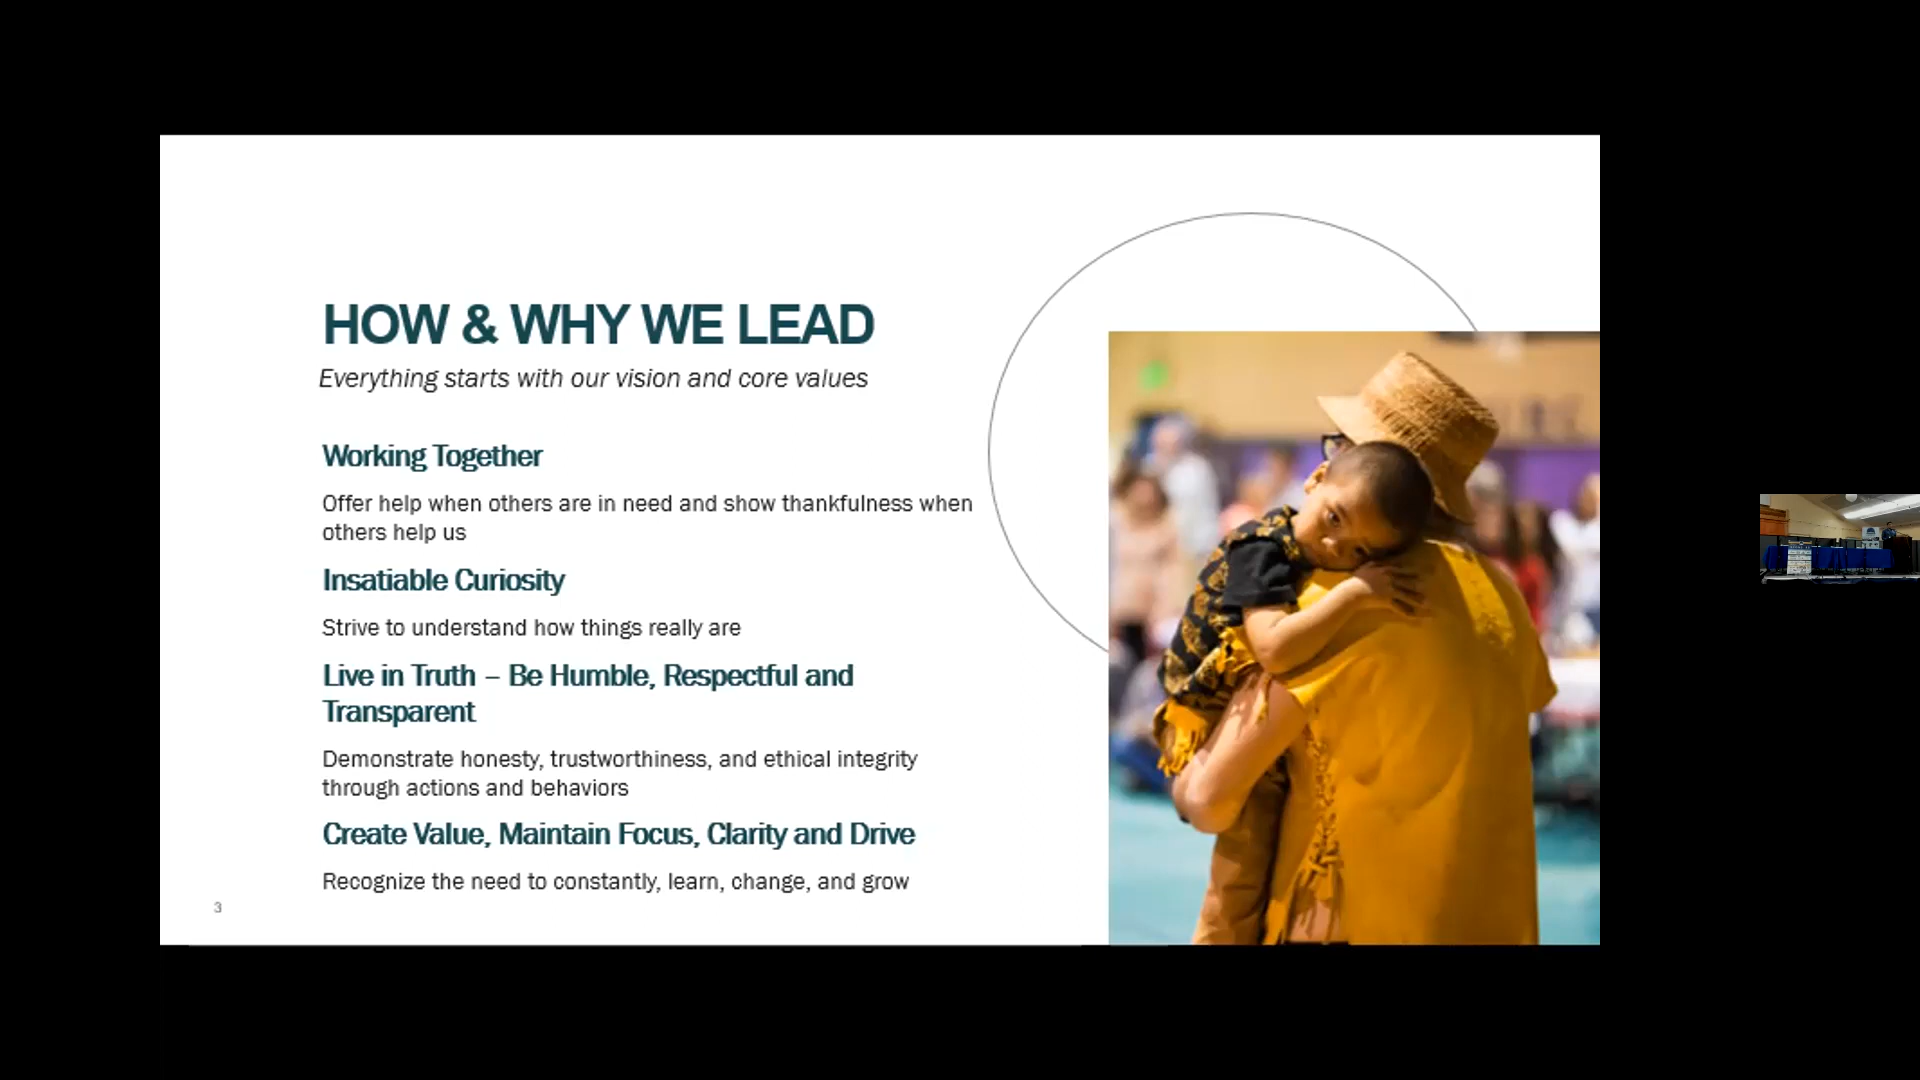 HOW & WHY WE LEAD
Everything starts with our vision and core values
Working Together
Offer help when others are in need and show thankfulness when
others help us
Insatiable Curiosity
Strive to understand how things really are
Live in Truth – Be Humble, Respectful and
Transparent
Demonstrate honesty, trustworthiness, and ethical integrity
through actions and behaviors
Create Value, Maintain Focus, Clarity and Drive
Recognize the need to constantly, learn, change, and grow
3